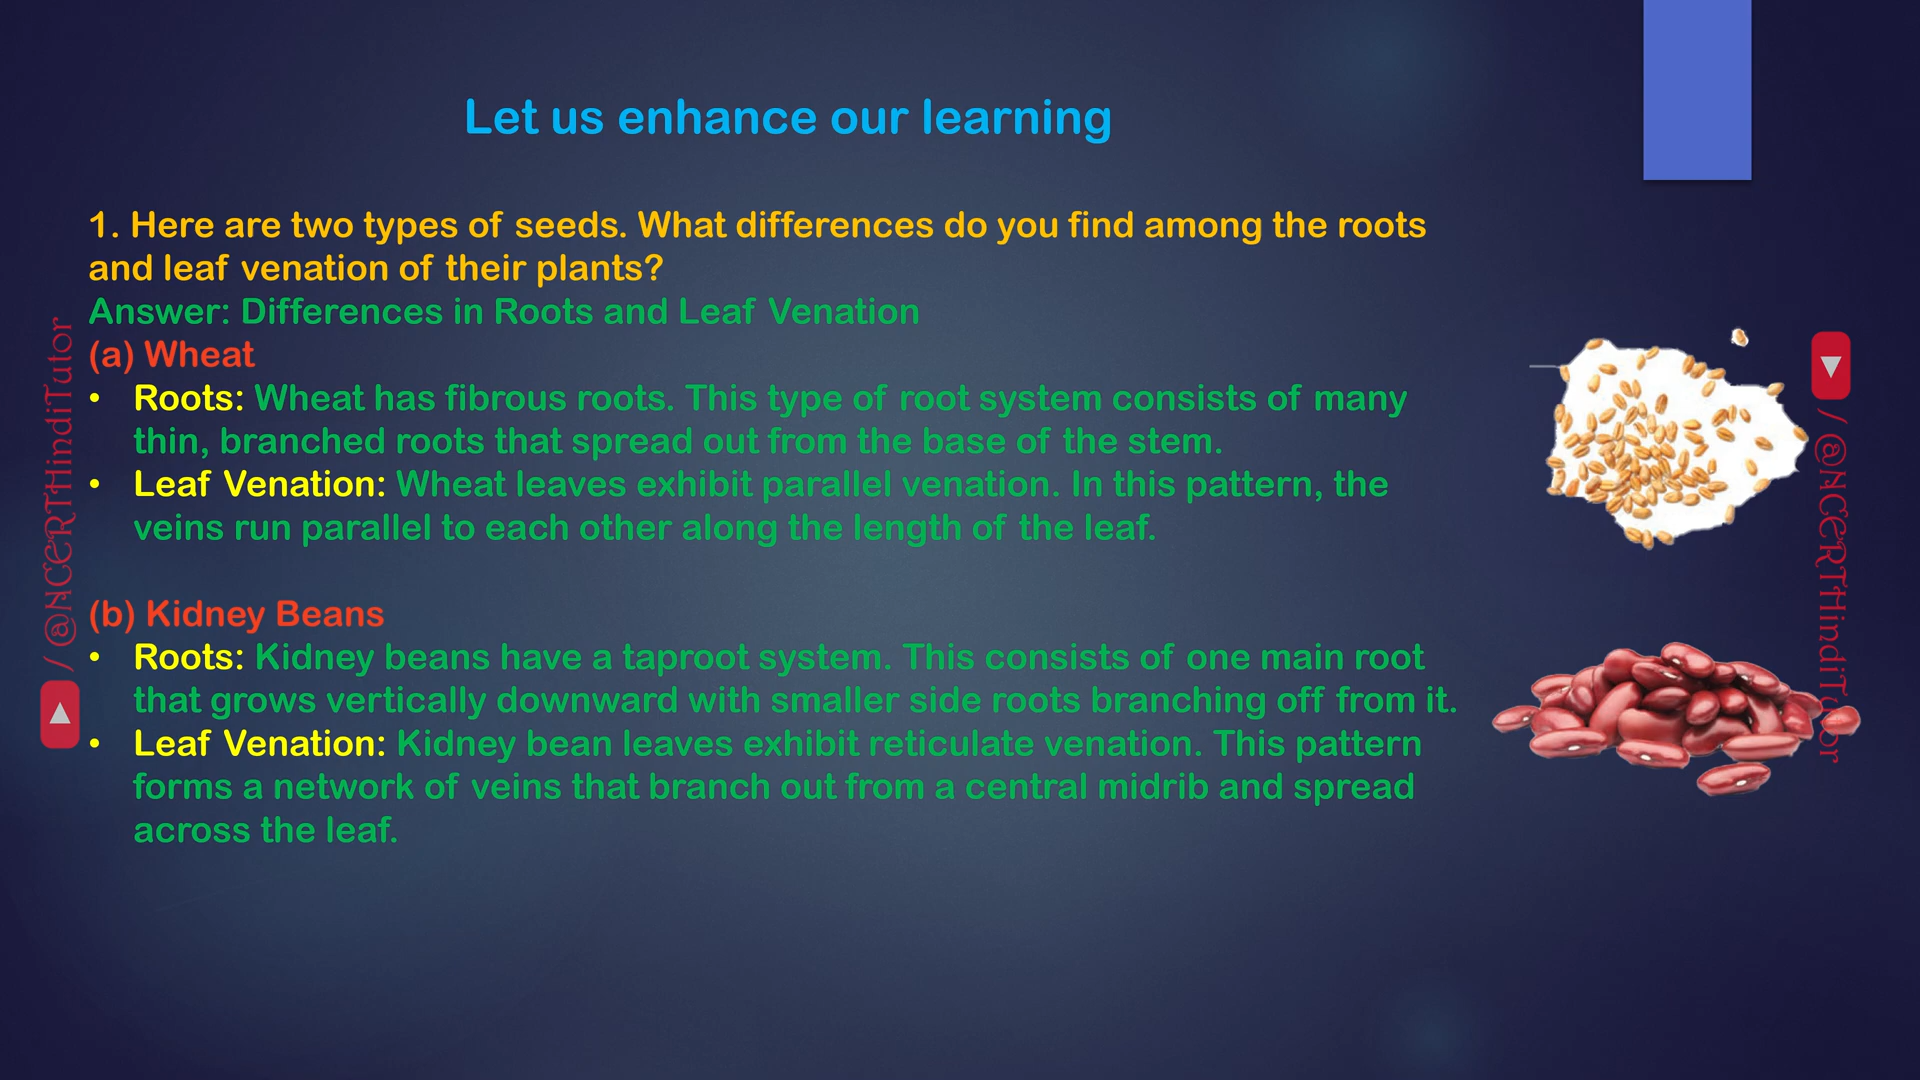 Let us enhance our learning
1. Here are two types of seeds. What differences do you find among the roots
and leaf venation of their plants?
Answer: Differences in Roots and Leaf Venation
(a) Wheat
• Roots: Wheat has fibrous roots. This type of root system consists of many
thin, branched roots that spread out from the base of the stem.
• Leaf Venation: Wheat leaves exhibit parallel venation. In this pattern, the
veins run parallel to each other along the length of the leaf.
(b) Kidney Beans
• Roots: Kidney beans have a taproot system. This consists of one main root
that grows vertically downward with smaller side roots branching off from it.
• Leaf Venation: Kidney bean leaves exhibit reticulate venation. This pattern
forms a network of veins that branch out from a central midrib and spread
across the leaf.
/ @NCERTHindiTutor
/ @NCERTHindiTutor